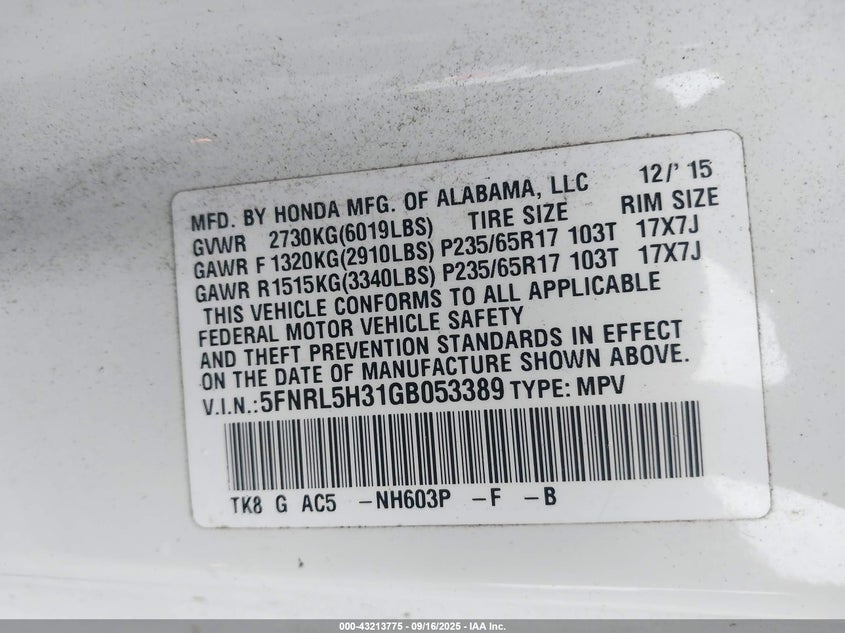 MFD. BY HONDA MFG. OF ALABAMA, LLC 12/' 15
GVWR 2730KG(6019LBS) TIRE SIZE RIM SIZE
GAWR F 1320KG(2910LBS) P235/65R17 103T 17X7J
GAWR R1515KG(3340LBS) P235/65R17 103T 17X7J
THIS VEHICLE CONFORMS TO ALL APPLICABLE
FEDERAL MOTOR VEHICLE SAFETY
AND THEFT PREVENTION STANDARDS IN EFFECT
ON THE DATE OF MANUFACTURE SHOWN ABOVE.
V.I.N.:5FNRL5H31GB053389 TYPE: MPV
TK8 G AC5 -NH603P -F -B
000-43213775 - 09/16/2025 - IAA Inc.